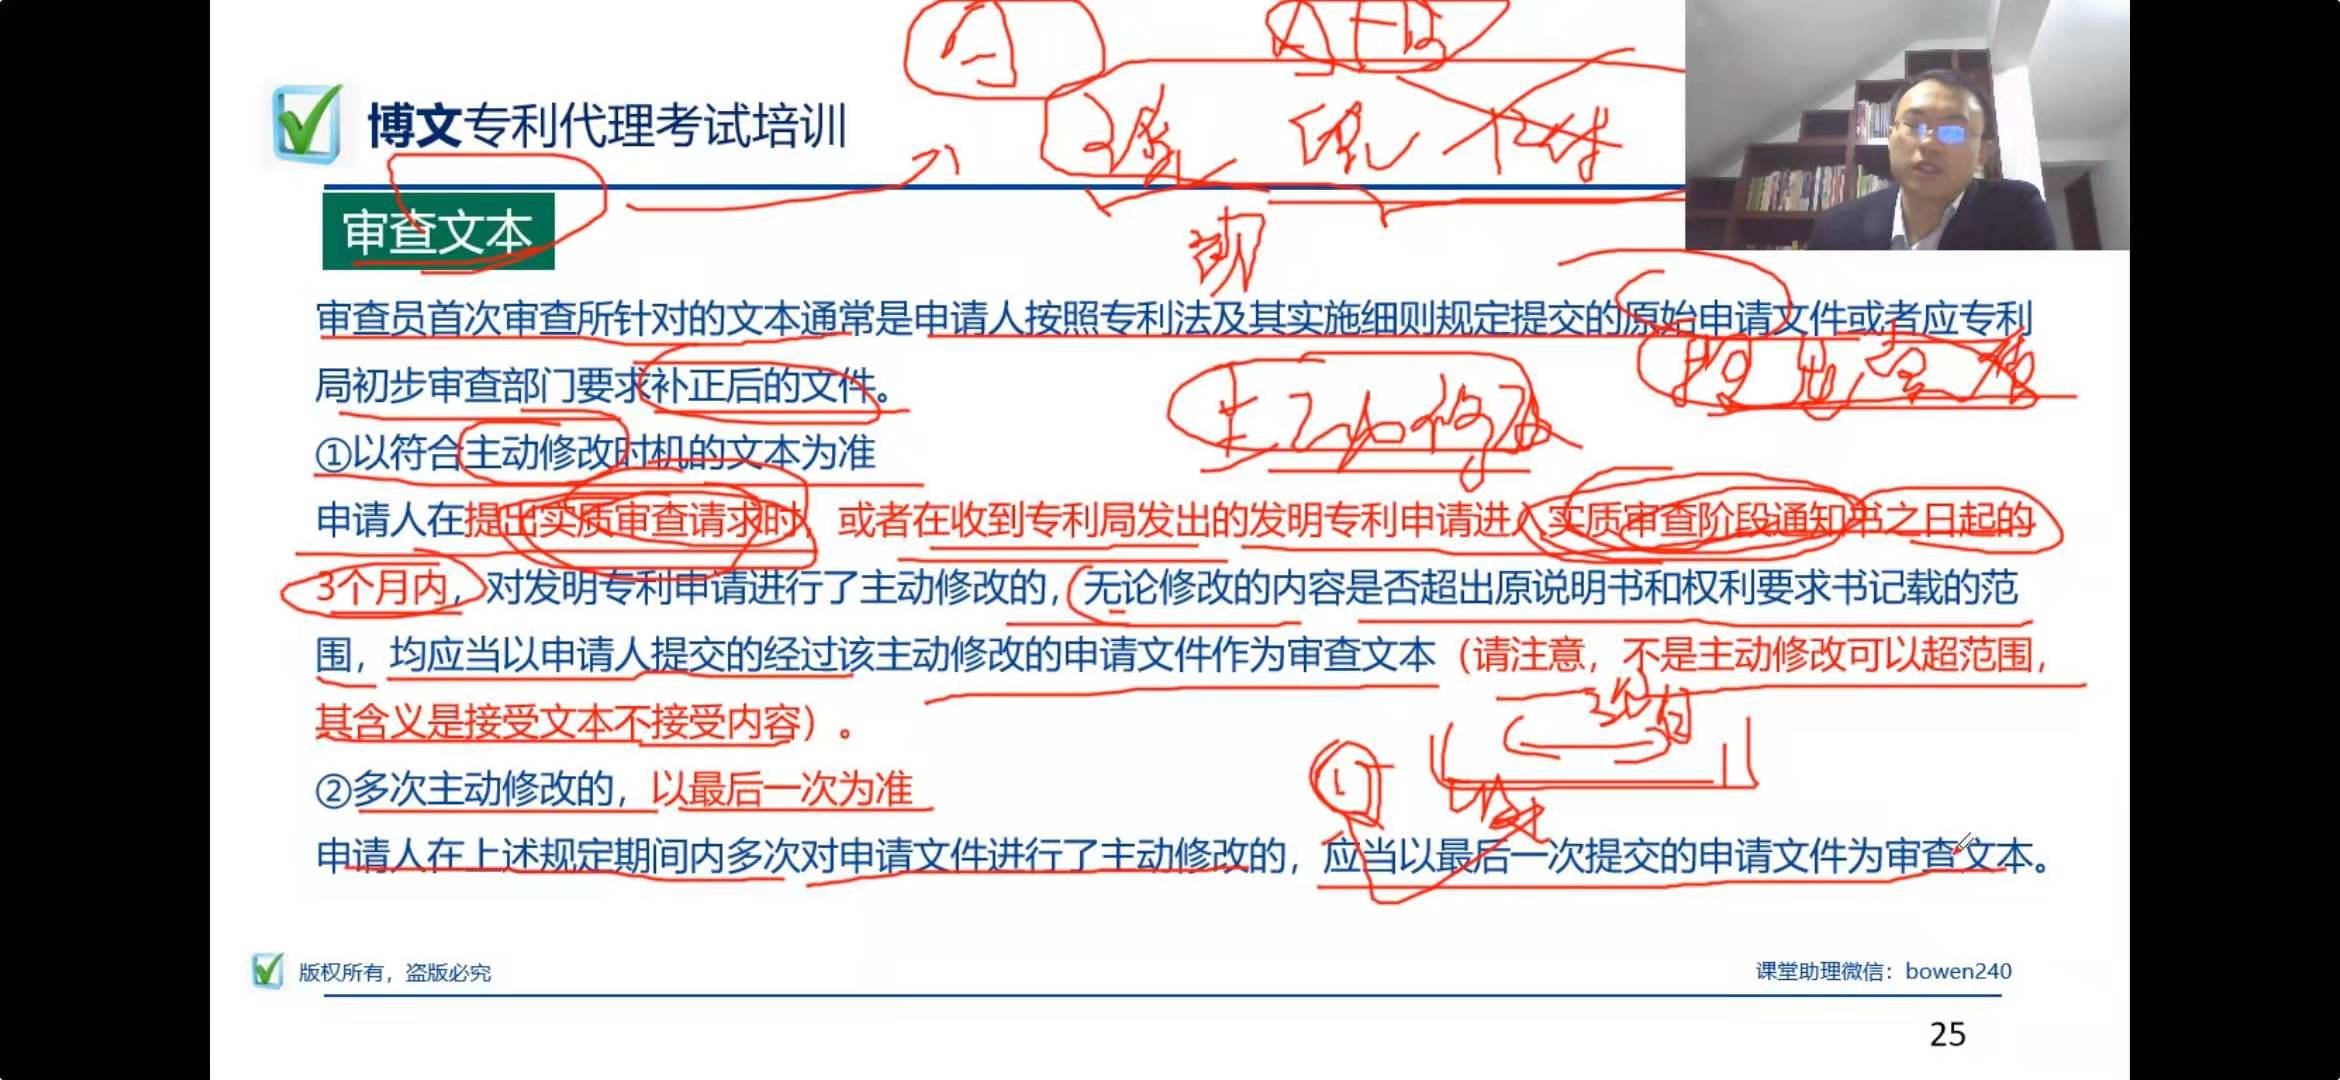 博文专利代理考试培训
审查文本
审查员首次审查所针对的文本通常是申请人按照专利法及其实施细则规定提交的原始申请文件或者应专利
局初步审查部门要求补正后的文件。
①以符合主动修改时机的文本为准
主动修改
申请人在提出实质审查请求时，或者在收到专利局发出的发明专利申请进入实质审查阶段通知书之日起的
3个月内，对发明专利申请进行了主动修改的，无论修改的内容是否超出原说明书和权利要求书记载的范
围，均应当以申请人提交的经过该主动修改的申请文件作为审查文本（请注意，不是主动修改可以超范围，
其含义是接受文本不接受内容）。
②多次主动修改的，以最后一次为准
申请人在上述规定期间内多次对申请文件进行了主动修改的，应当以最后一次提交的申请文件为审查文本。
版权所有，盗版必究
课堂助理微信：bowen240
25